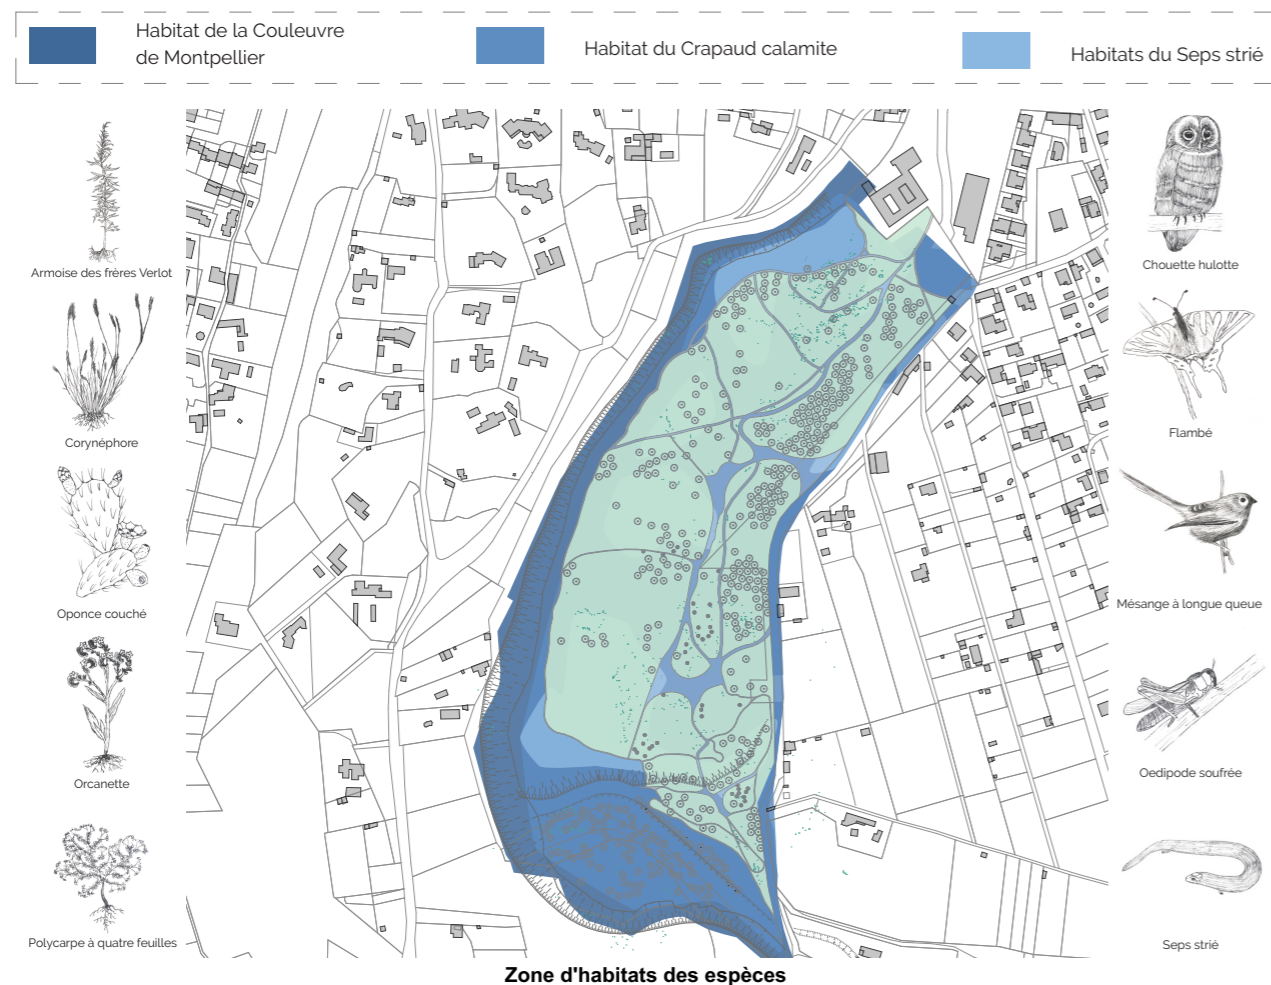 Habitat de la Couleuvre
de Montpellier
Habitat du Crapaud calamite
Habitats du Seps strié
Armoise des frères Verlot
Corynéphore
Oponce couché
Orcanette
Polycarpe à quatre feuilles
Chouette hulotte
Flambé
Mésange à longue queue
Oedipode soufrée
Seps strié
Zone d'habitats des espèces